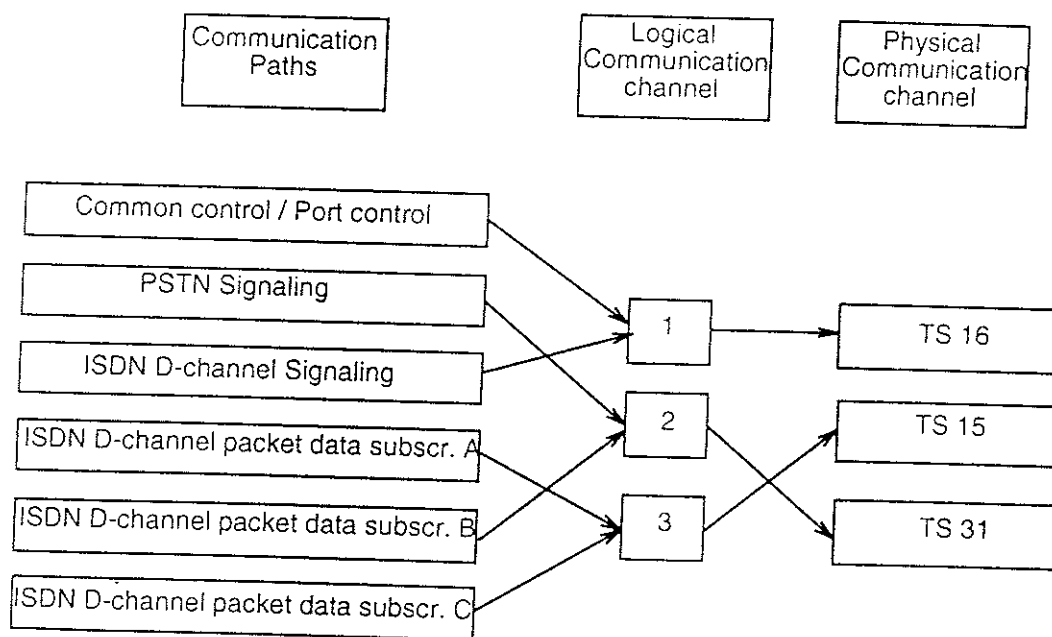 Communication
Paths
Logical
Communication
channel
Physical
Communication
channel
Common control / Port control
PSTN Signaling
ISDN D-channel Signaling
ISDN D-channel packet data subscr. A
ISDN D-channel packet data subscr. B
ISDN D-channel packet data subscr. C
1
2
3
TS 16
TS 15
TS 31